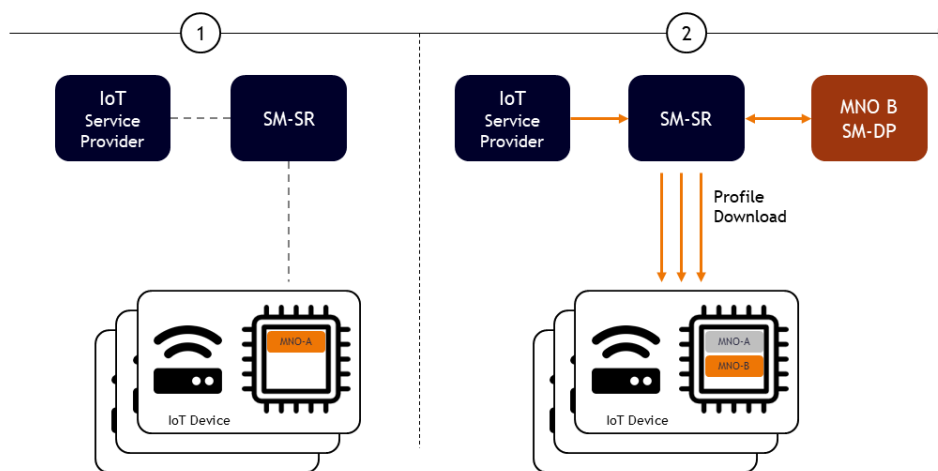 1
IoT
Service
Provider
SM-SR
MNO-A
IoT Device
2
IoT
Service
Provider
SM-SR
MNO B
SM-DP
Profile
Download
MNO-A
MNO-B
IoT Device